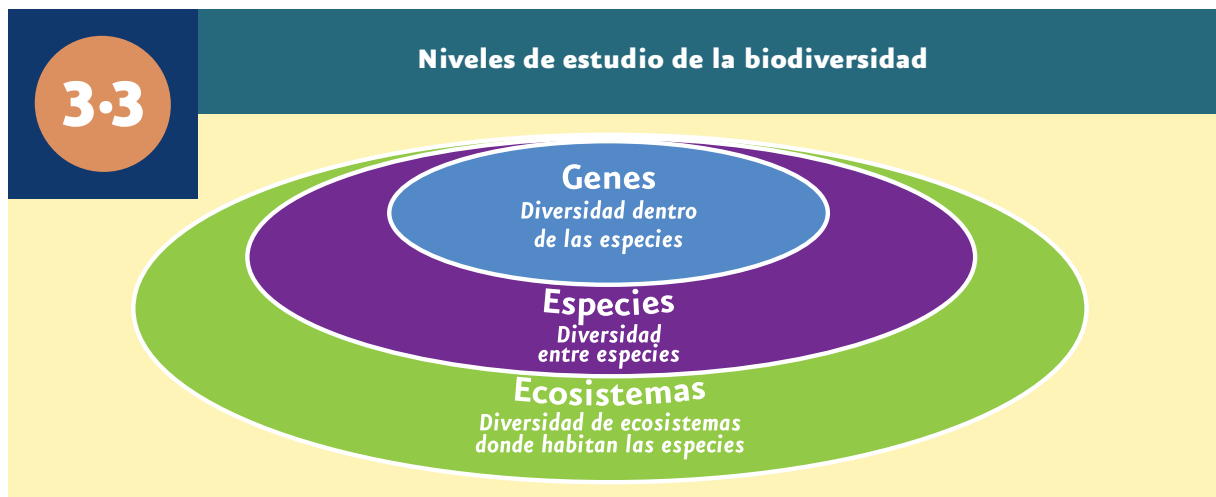 3·3
Niveles de estudio de la biodiversidad
Genes
Diversidad dentro
de las especies
Especies
Diversidad
entre especies
Ecosistemas
Diversidad de ecosistemas
donde habitan las especies